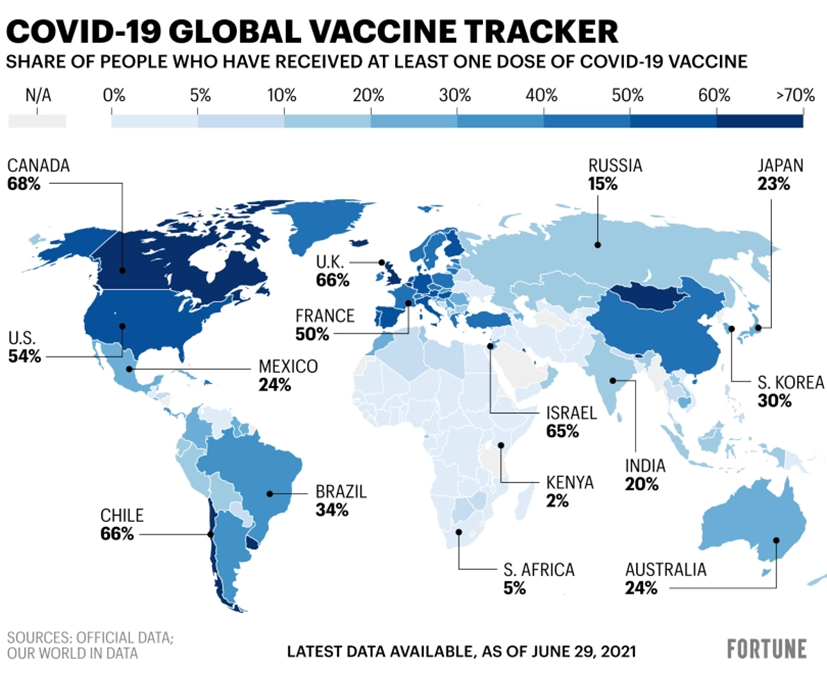 COVID-19 GLOBAL VACCINE TRACKER
SHARE OF PEOPLE WHO HAVE RECEIVED AT LEAST ONE DOSE OF COVID-19 VACCINE
N/A 0% 5% 10% 20% 30% 40% 50% 60% >70%
CANADA
68%
RUSSIA
15%
JAPAN
23%
U.K.
66%
FRANCE
50%
U.S.
54%
MEXICO
24%
S. KOREA
30%
ISRAEL
65%
INDIA
20%
KENYA
2%
BRAZIL
34%
CHILE
66%
S. AFRICA
5%
AUSTRALIA
24%
SOURCES: OFFICIAL DATA;
OUR WORLD IN DATA
LATEST DATA AVAILABLE, AS OF JUNE 29, 2021
FORTUNE